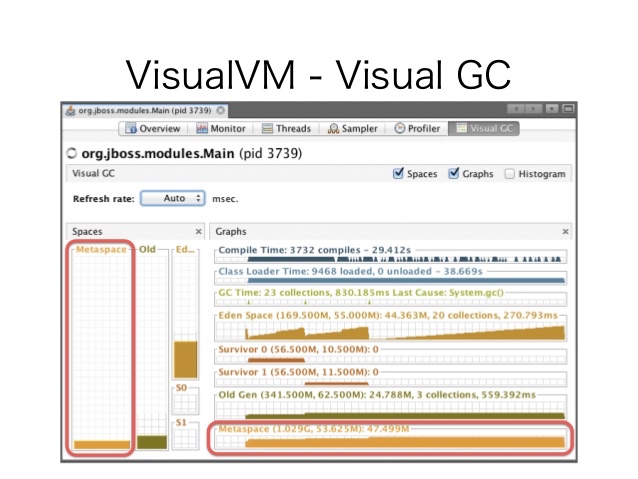 VisualVM - Visual GC
org.jboss.modules.Main (pid 3739)
Overview Monitor Threads Sampler Profiler Visual GC
org.jboss.modules.Main (pid 3739)
Visual GC Spaces Graphs Histogram
Refresh rate: Auto msec.
Spaces Graphs
Metaspace Old Ed...
S0
S1
Compile Time: 3732 compiles - 29.412s
Class Loader Time: 9468 loaded, 0 unloaded - 38.669s
GC Time: 23 collections, 830.185ms Last Cause: System.gc()
Eden Space (169.500M, 55.000M): 44.363M, 20 collections, 270.793ms
Survivor 0 (56.500M, 10.500M): 0
Survivor 1 (56.500M, 11.500M): 0
Old Gen (341.500M, 62.500M): 24.788M, 3 collections, 559.392ms
Metaspace (1.029G, 53.625M): 47.499M